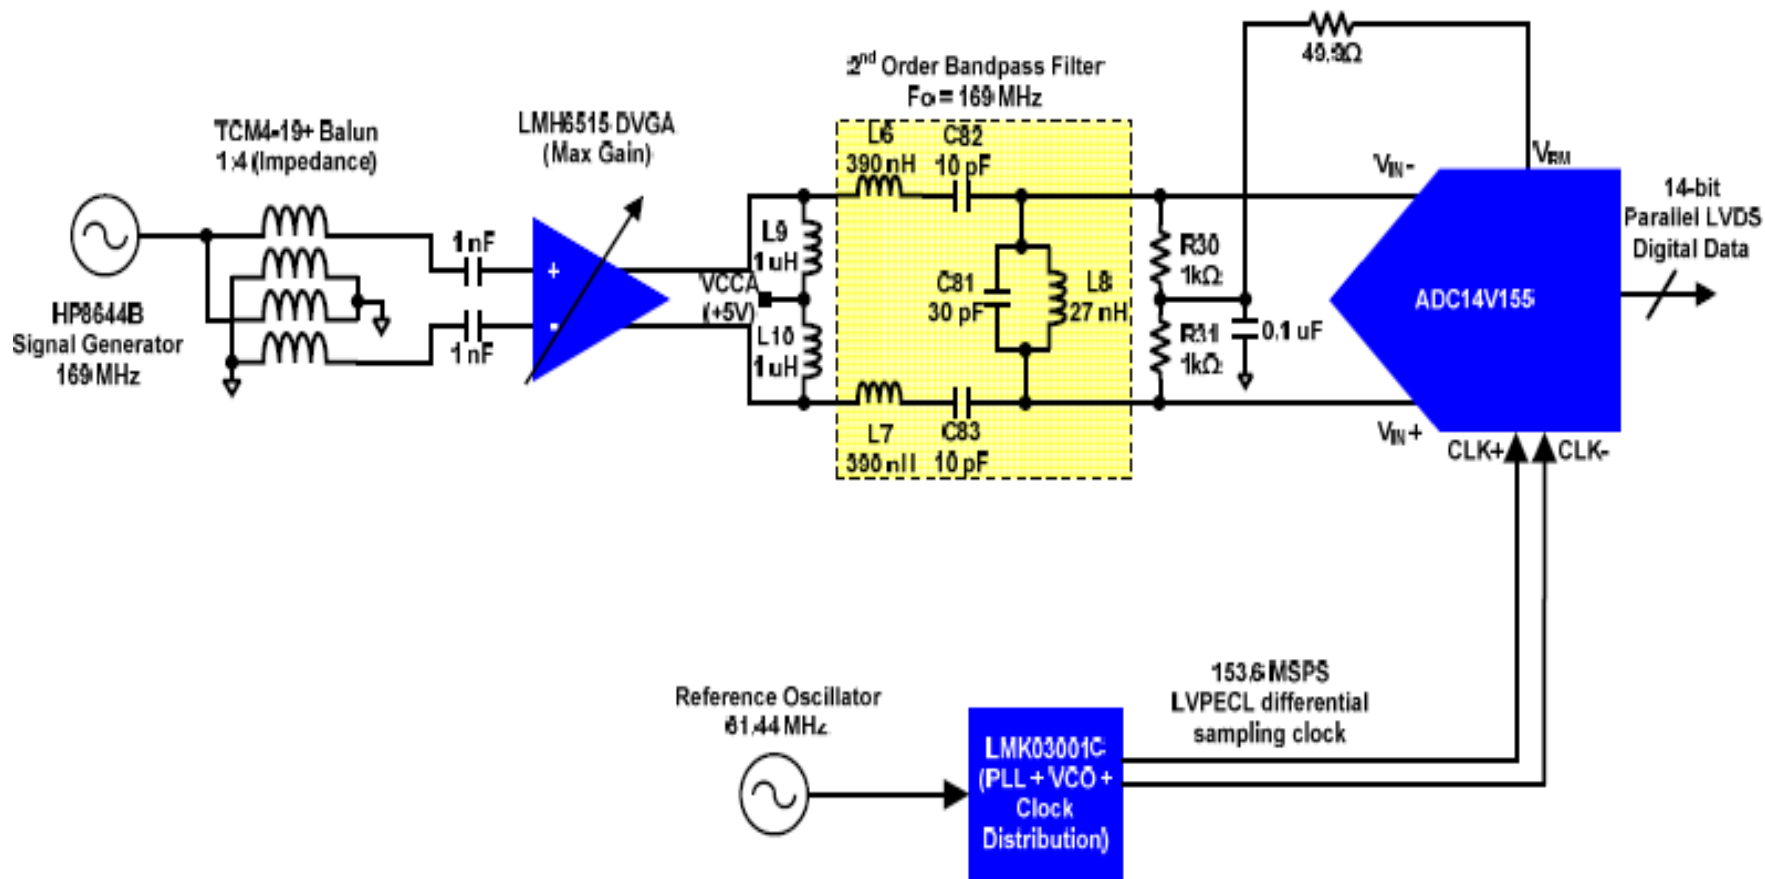 2nd Order Bandpass Filter
Fo = 169 MHz
49.9Ω
TCM4-19+ Balun
1:4 (Impedance)
LMH6515 DVGA
(Max Gain)
L6
390 nH
C82
10 pF
VIN-
VRM
14-bit
Parallel LVDS
Digital Data
HP8644B
Signal Generator
169 MHz
1 nF
1 nF
+
-
L9
1 uH
VCCA
(+5V)
L10
1 uH
C81
30 pF
L8
27 nH
R30
1kΩ
R31
1kΩ
0.1 uF
ADC14V155
L7
390 nH
C83
10 pF
VIN+
CLK+
CLK-
153.6 MSPS
LVPECL differential
sampling clock
Reference Oscillator
61.44 MHz
LMK03001C
(PLL + VCO +
Clock
Distribution)